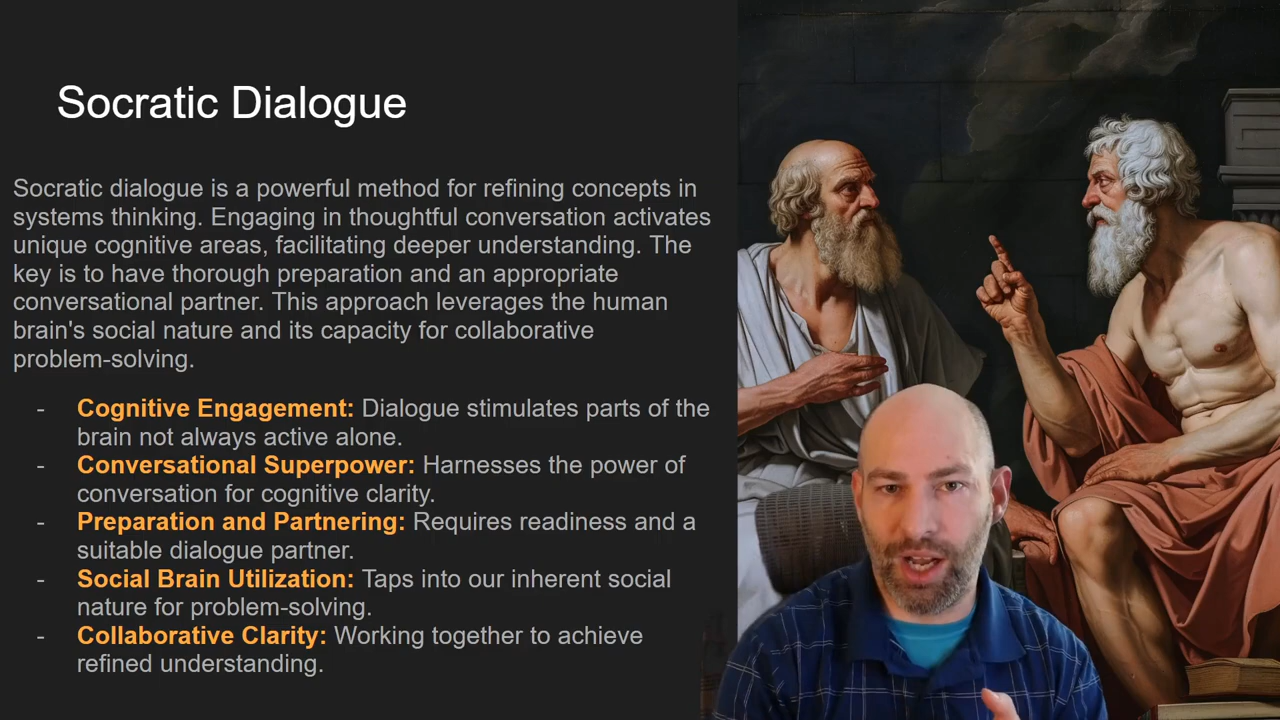 Socratic Dialogue
Socratic dialogue is a powerful method for refining concepts in
systems thinking. Engaging in thoughtful conversation activates
unique cognitive areas, facilitating deeper understanding. The
key is to have thorough preparation and an appropriate
conversational partner. This approach leverages the human
brain's social nature and its capacity for collaborative
problem-solving.
- Cognitive Engagement: Dialogue stimulates parts of the
brain not always active alone.
- Conversational Superpower: Harnesses the power of
conversation for cognitive clarity.
- Preparation and Partnering: Requires readiness and a
suitable dialogue partner.
- Social Brain Utilization: Taps into our inherent social
nature for problem-solving.
- Collaborative Clarity: Working together to achieve
refined understanding.